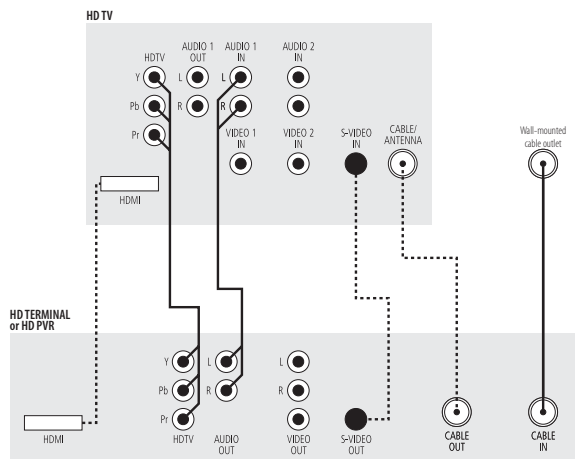 HD TV
HDTV
AUDIO 1
OUT
AUDIO 1
IN
AUDIO 2
IN
Y
L
L
Pb
R
R
Pr
VIDEO 1
IN
VIDEO 2
IN
S-VIDEO
IN
CABLE/
ANTENNA
Wall-mounted
cable outlet
HDMI
HD TERMINAL
or HD PVR
Y
L
L
Pb
R
R
Pr
HDMI
HDTV
AUDIO
OUT
VIDEO
OUT
S-VIDEO
OUT
CABLE
OUT
CABLE
IN